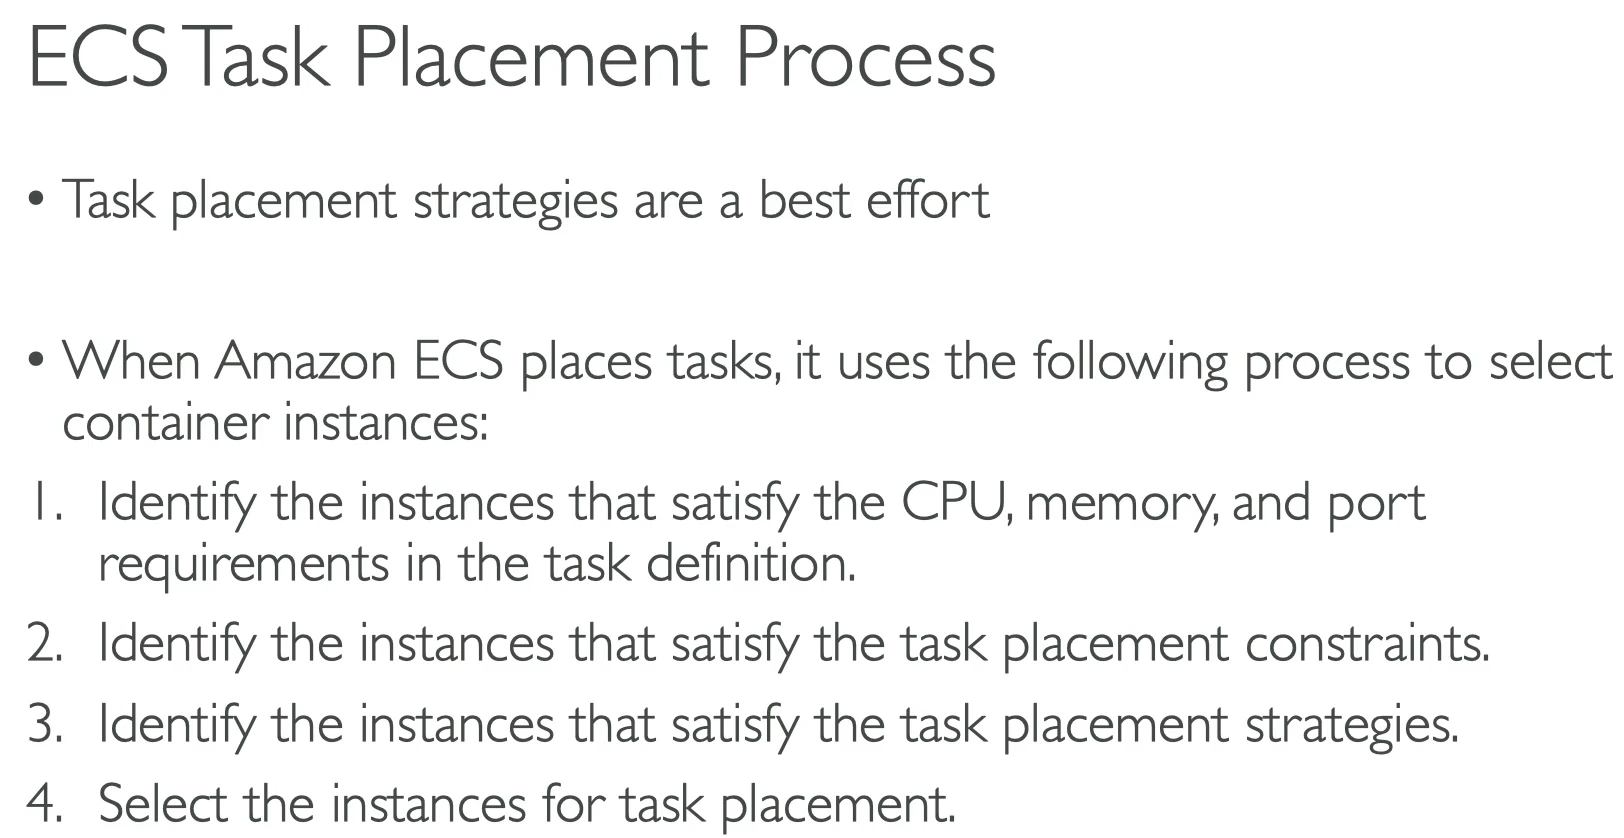 ECS Task Placement Process
• Task placement strategies are a best effort
• When Amazon ECS places tasks, it uses the following process to select
container instances:
1. Identify the instances that satisfy the CPU, memory, and port
requirements in the task definition.
2. Identify the instances that satisfy the task placement constraints.
3. Identify the instances that satisfy the task placement strategies.
4. Select the instances for task placement.